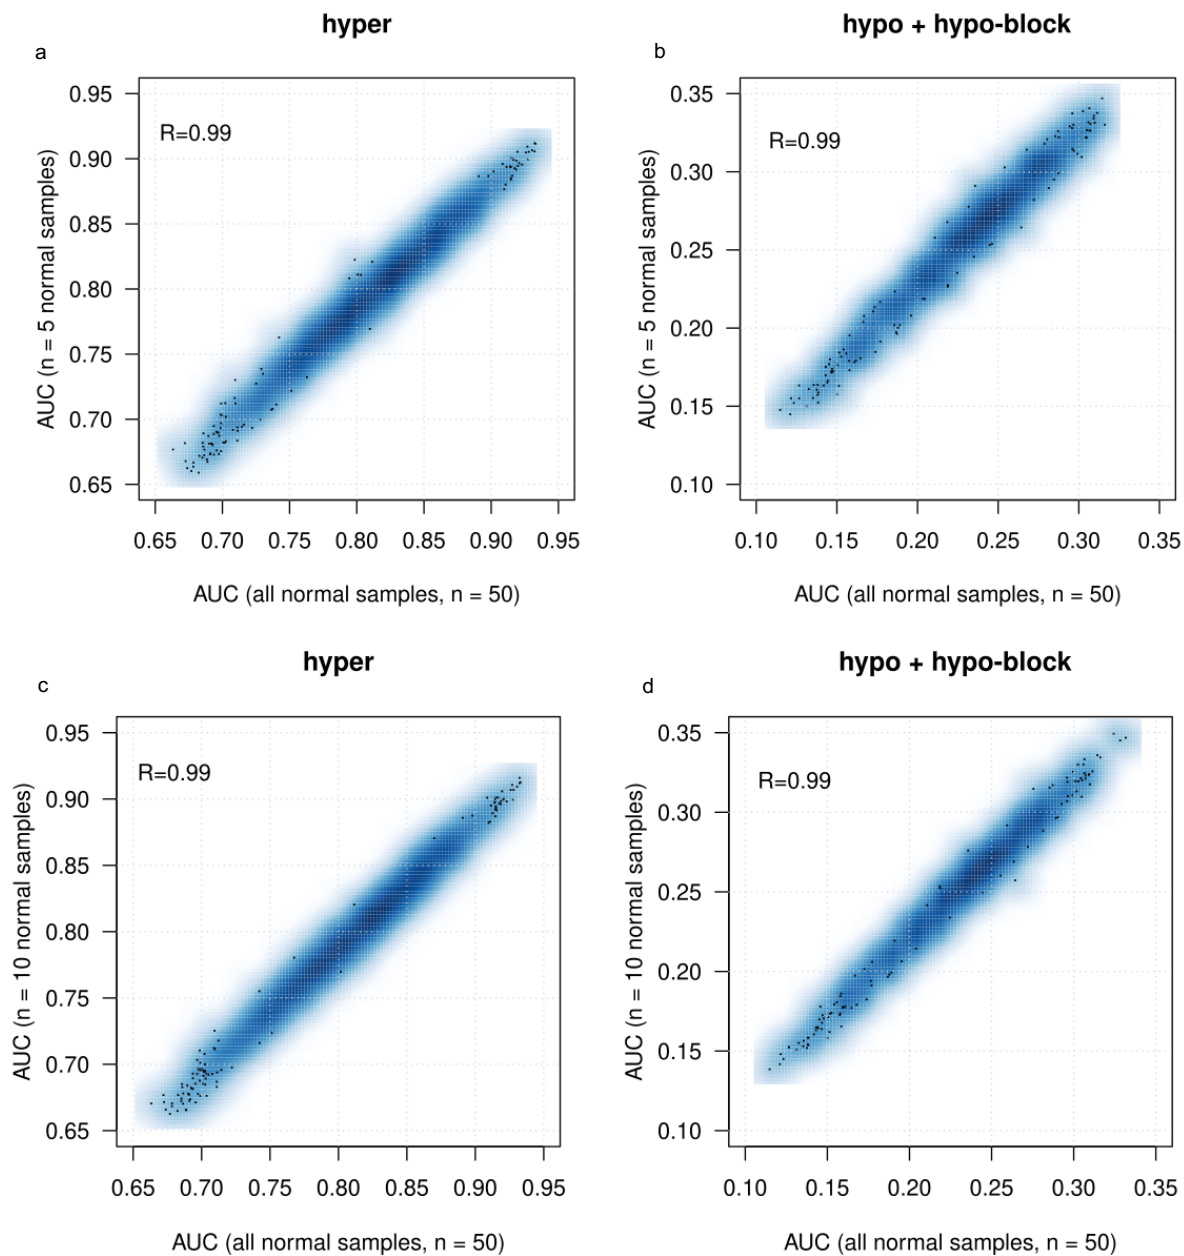 hyper
a
0.95
0.90
0.85
0.80
0.75
0.70
0.65
AUC (n = 5 normal samples)
R=0.99
0.65 0.70 0.75 0.80 0.85 0.90 0.95
AUC (all normal samples, n = 50)
hypo + hypo-block
b
0.35
0.30
0.25
0.20
0.15
0.10
AUC (n = 5 normal samples)
R=0.99
0.10 0.15 0.20 0.25 0.30 0.35
AUC (all normal samples, n = 50)
hyper
c
0.95
0.90
0.85
0.80
0.75
0.70
0.65
AUC (n = 10 normal samples)
R=0.99
0.65 0.70 0.75 0.80 0.85 0.90 0.95
AUC (all normal samples, n = 50)
hypo + hypo-block
d
0.35
0.30
0.25
0.20
0.15
0.10
AUC (n = 10 normal samples)
R=0.99
0.10 0.15 0.20 0.25 0.30 0.35
AUC (all normal samples, n = 50)